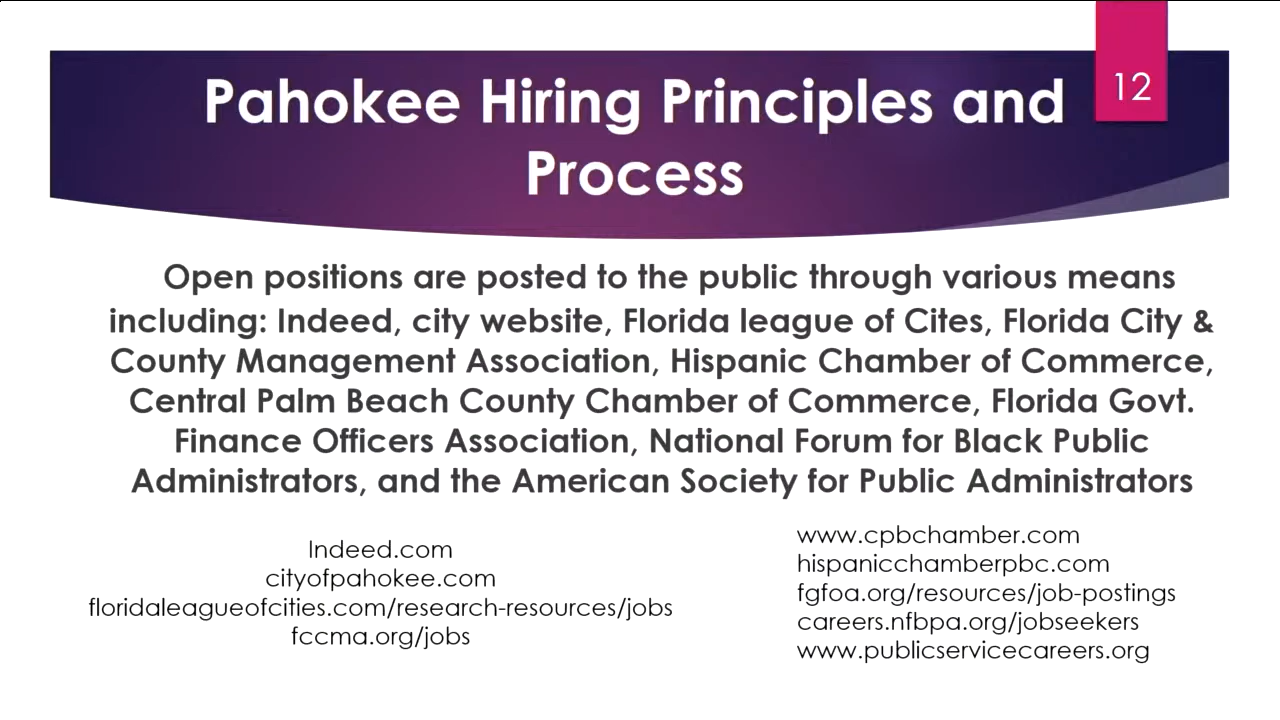 12
Pahokee Hiring Principles and
Process
Open positions are posted to the public through various means
including: Indeed, city website, Florida league of Cites, Florida City &
County Management Association, Hispanic Chamber of Commerce,
Central Palm Beach County Chamber of Commerce, Florida Govt.
Finance Officers Association, National Forum for Black Public
Administrators, and the American Society for Public Administrators
Indeed.com
cityofpahokee.com
floridaleagueofcities.com/research-resources/jobs
fccma.org/jobs
www.cpbchamber.com
hispanicchamberpbc.com
fgfoa.org/resources/job-postings
careers.nfbpa.org/jobseekers
www.publicservicecareers.org